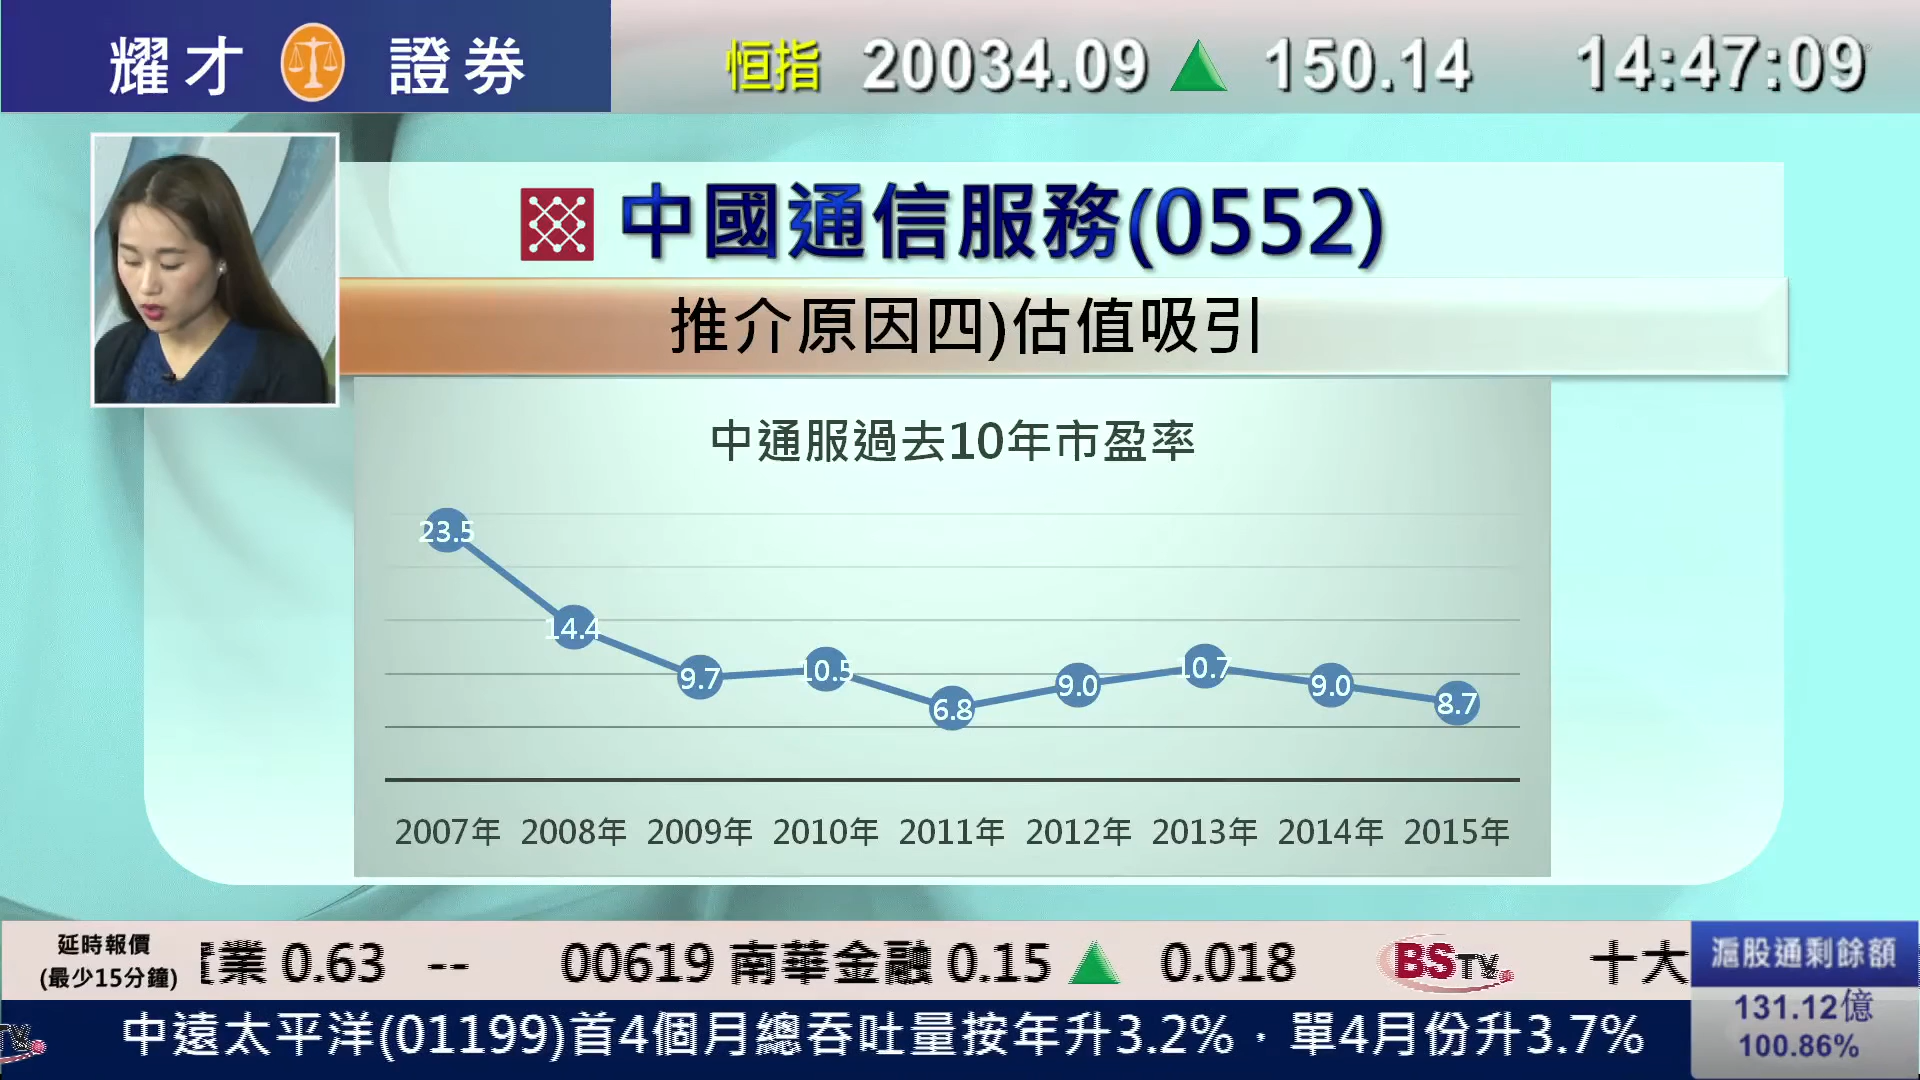 耀才 證券
恒指 20034.09 ▲ 150.14 14:47:09
中國通信服務(0552)
推介原因四)估值吸引
中通服過去10年市盈率
23.5
14.4
9.7
10.5
6.8
9.0
10.7
9.0
8.7
2007年 2008年 2009年 2010年 2011年 2012年 2013年 2014年 2015年
延時報價
(最少15分鐘)
業 0.63 -- 00619 南華金融 0.15 ▲ 0.018 BSTV 十大
滬股通剩餘額
131.12億
100.86%
中遠太平洋(01199)首4個月總吞吐量按年升3.2%，單4月份升3.7%